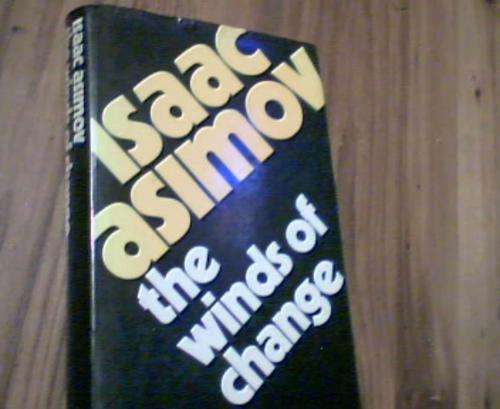 isaac
asimov
the
winds of
change
isaac asimov